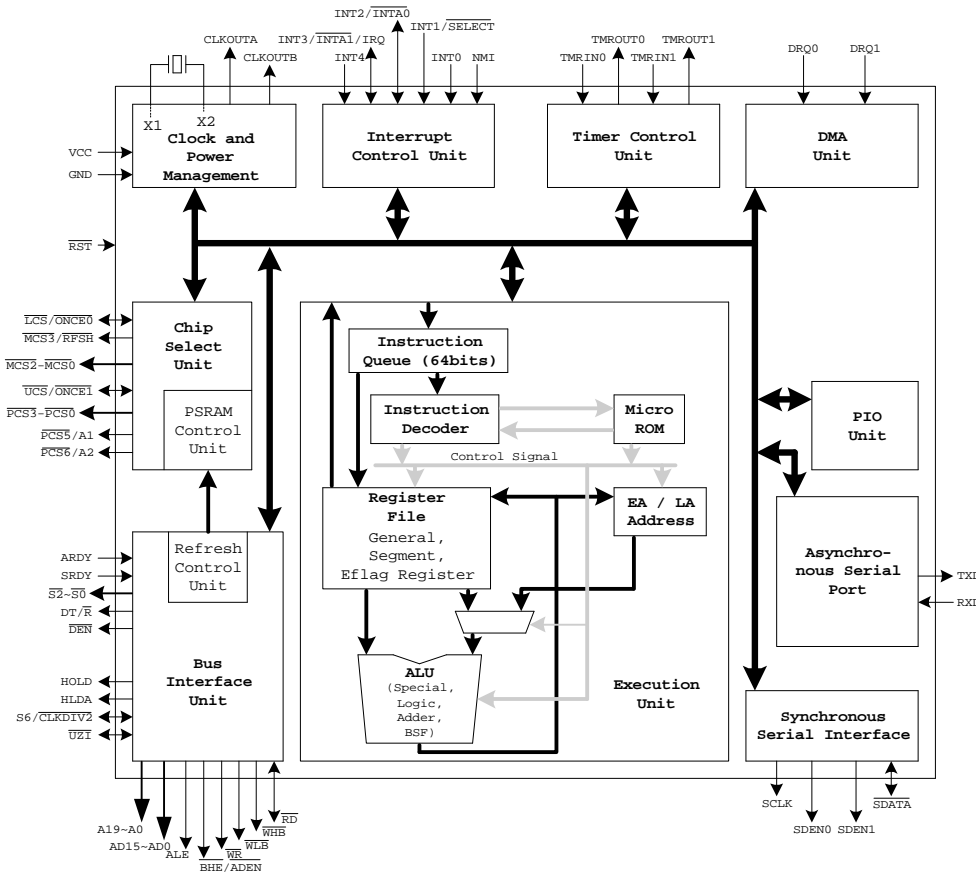 INT2/INTA0
INT3/INTA1/IRQ
INT1/SELECT
CLKOUTA
CLKOUTB
INT4
INT0
NMI
TMROUT0
TMROUT1
TMRIN0
TMRIN1
DRQ0
DRQ1
X1
X2
Clock and
Power
Management
Interrupt
Control Unit
Timer Control
Unit
DMA
Unit
VCC
GND
RST
LCS/ONCE0
MCS3/RFSH
MCS2-MCS0
UCS/ONCE1
PCS3-PCS0
PCS5/A1
PCS6/A2
Chip
Select
Unit
PSRAM
Control
Unit
Instruction
Queue (64bits)
Instruction
Decoder
Micro
ROM
Control Signal
Register
File
General,
Segment,
Eflag Register
EA / LA
Address
ALU
(Special,
Logic,
Adder,
BSF)
Execution
Unit
PIO
Unit
Asynchro-
nous Serial
Port
TXD
RXD
Synchronous
Serial Interface
SCLK
SDEN0
SDEN1
SDATA
Refresh
Control
Unit
Bus
Interface
Unit
ARDY
SRDY
S2~S0
DT/R
DEN
HOLD
HLDA
S6/CLKDIV2
UZI
A19~A0
AD15~AD0
ALE
BHE/ADEN
WR
WLB
WHB
RD